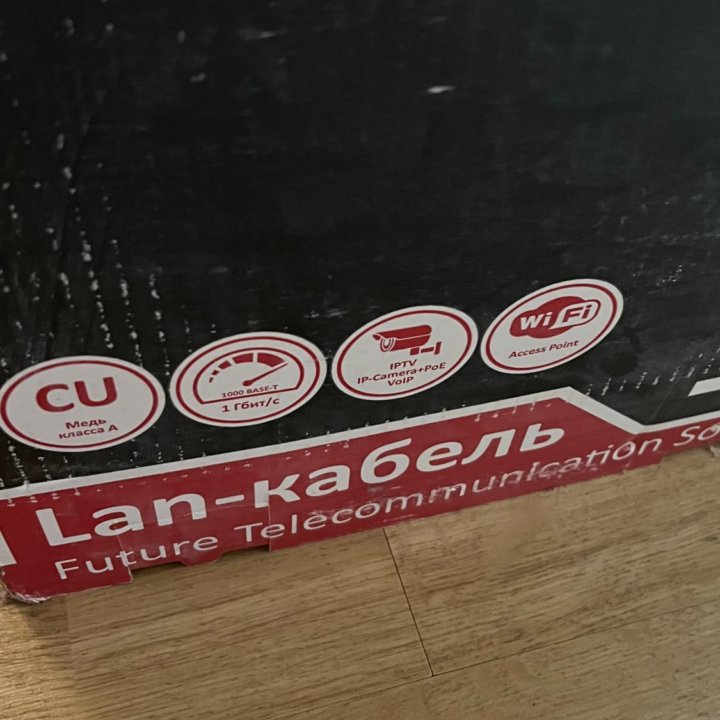 CU
Медь
класса А
1000 BASE-T
1 Гбит/с
IPTV
IP-Camera+PoE
VoIP
Wi Fi
Access Point
Lan-кабель
Future Telecommunication